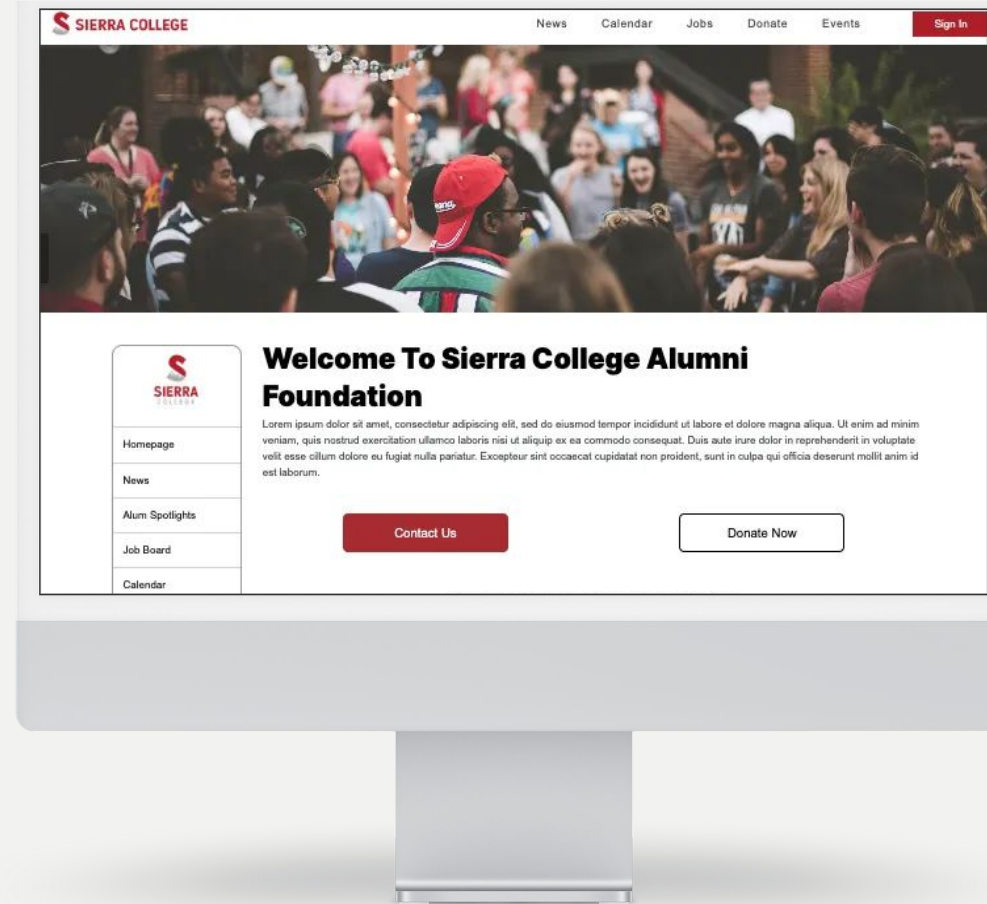 SIERRA COLLEGE
News Calendar Jobs Donate Events Sign In
SIERRA
COLLEGE
Homepage
News
Alum Spotlights
Job Board
Calendar
Welcome To Sierra College Alumni
Foundation
Lorem ipsum dolor sit amet, consectetur adipiscing elit, sed do eiusmod tempor incididunt ut labore et dolore magna aliqua. Ut enim ad minim
veniam, quis nostrud exercitation ullamco laboris nisi ut aliquip ex ea commodo consequat. Duis aute irure dolor in reprehenderit in voluptate
velit esse cillum dolore eu fugiat nulla pariatur. Excepteur sint occaecat cupidatat non proident, sunt in culpa qui officia deserunt mollit anim id
est laborum.
Contact Us
Donate Now